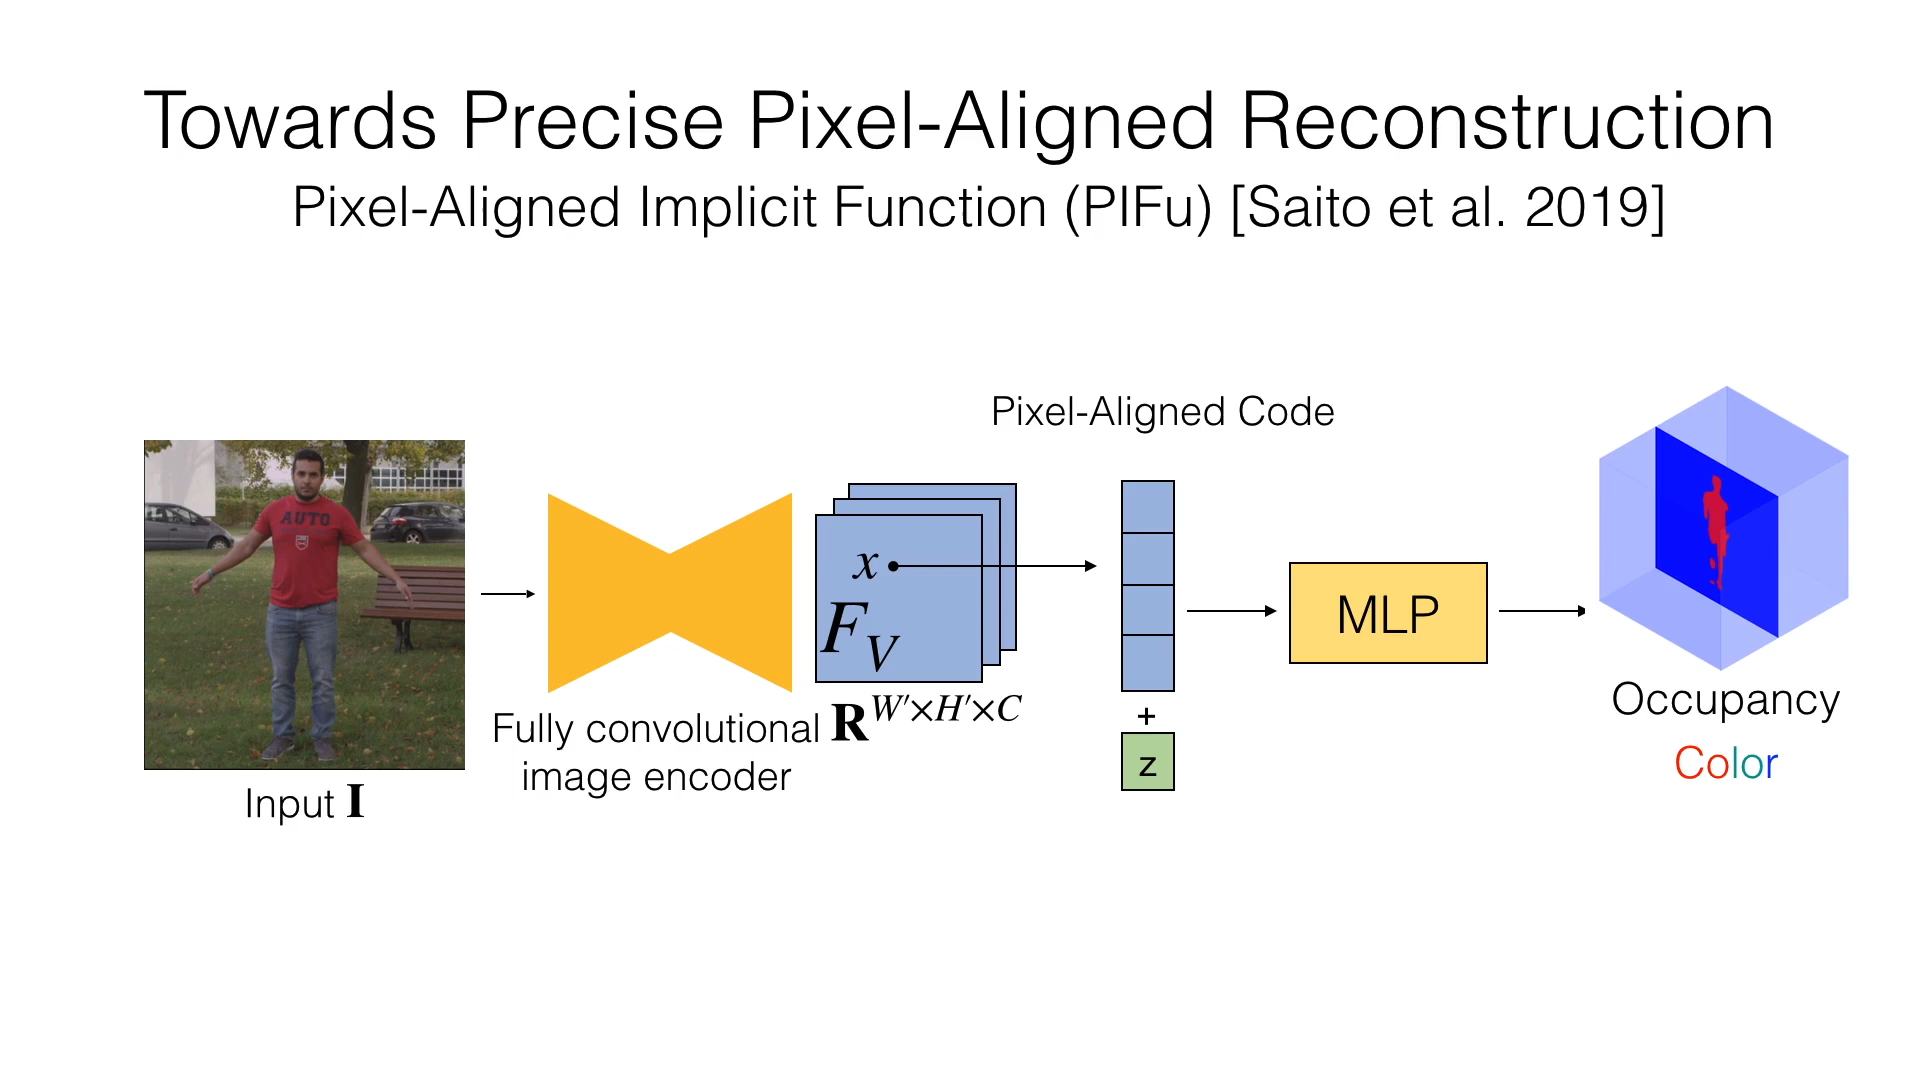 Towards Precise Pixel-Aligned Reconstruction
Pixel-Aligned Implicit Function (PIFu) [Saito et al. 2019]
AUTO
Input I
Fully convolutional
image encoder
x
F_V
R^{W′×H′×C}
Pixel-Aligned Code
+
z
MLP
Occupancy
Color